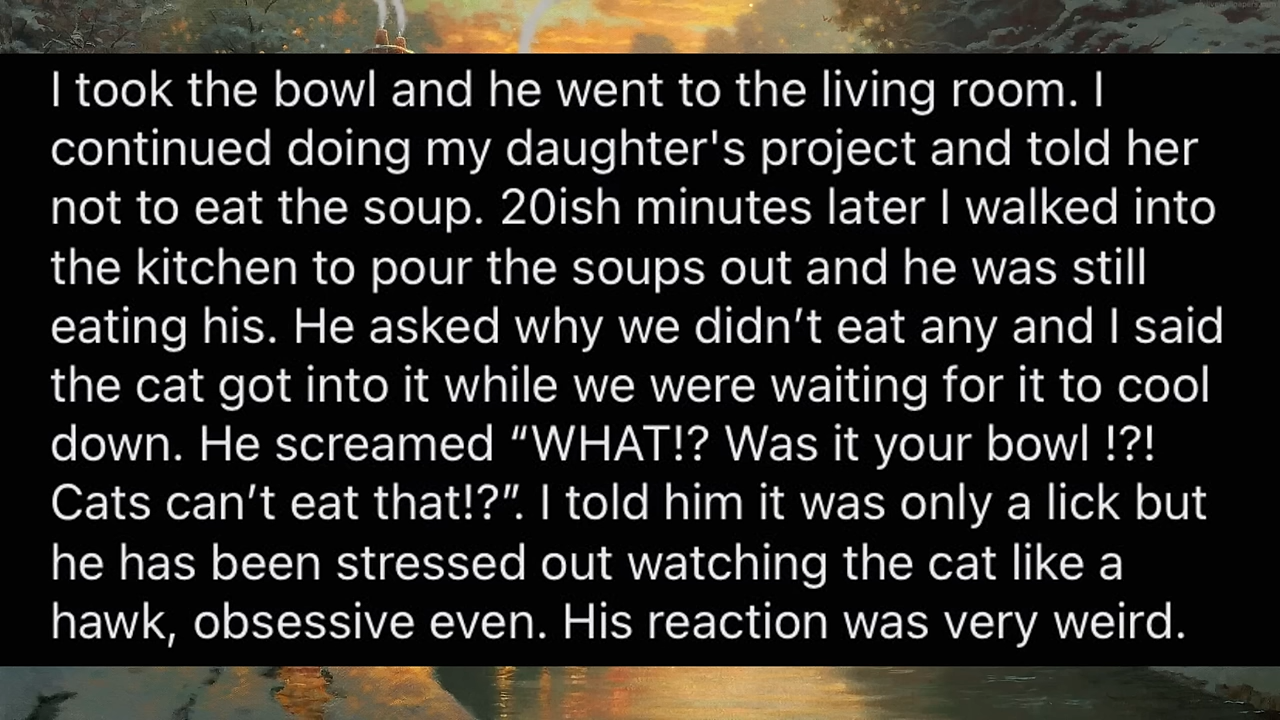 I took the bowl and he went to the living room. I
continued doing my daughter's project and told her
not to eat the soup. 20ish minutes later I walked into
the kitchen to pour the soups out and he was still
eating his. He asked why we didn’t eat any and I said
the cat got into it while we were waiting for it to cool
down. He screamed “WHAT!? Was it your bowl !?!
Cats can’t eat that!?”. I told him it was only a lick but
he has been stressed out watching the cat like a
hawk, obsessive even. His reaction was very weird.